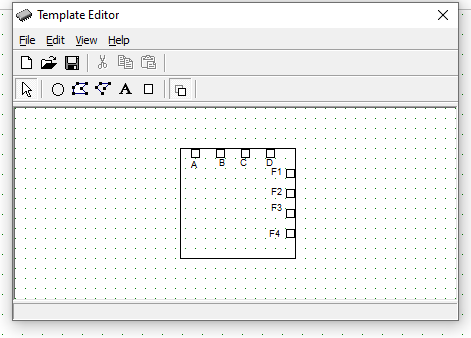 Template Editor
File Edit View Help
A
A B C D
F1
F2
F3
F4